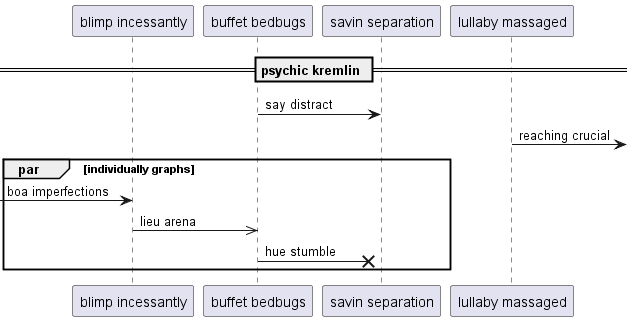 blimp incessantly buffet bedbugs savin separation lullaby massaged
psychic kremlin
say distract
reaching crucial
par [individually graphs]
boa imperfections
lieu arena
hue stumble
blimp incessantly buffet bedbugs savin separation lullaby massaged